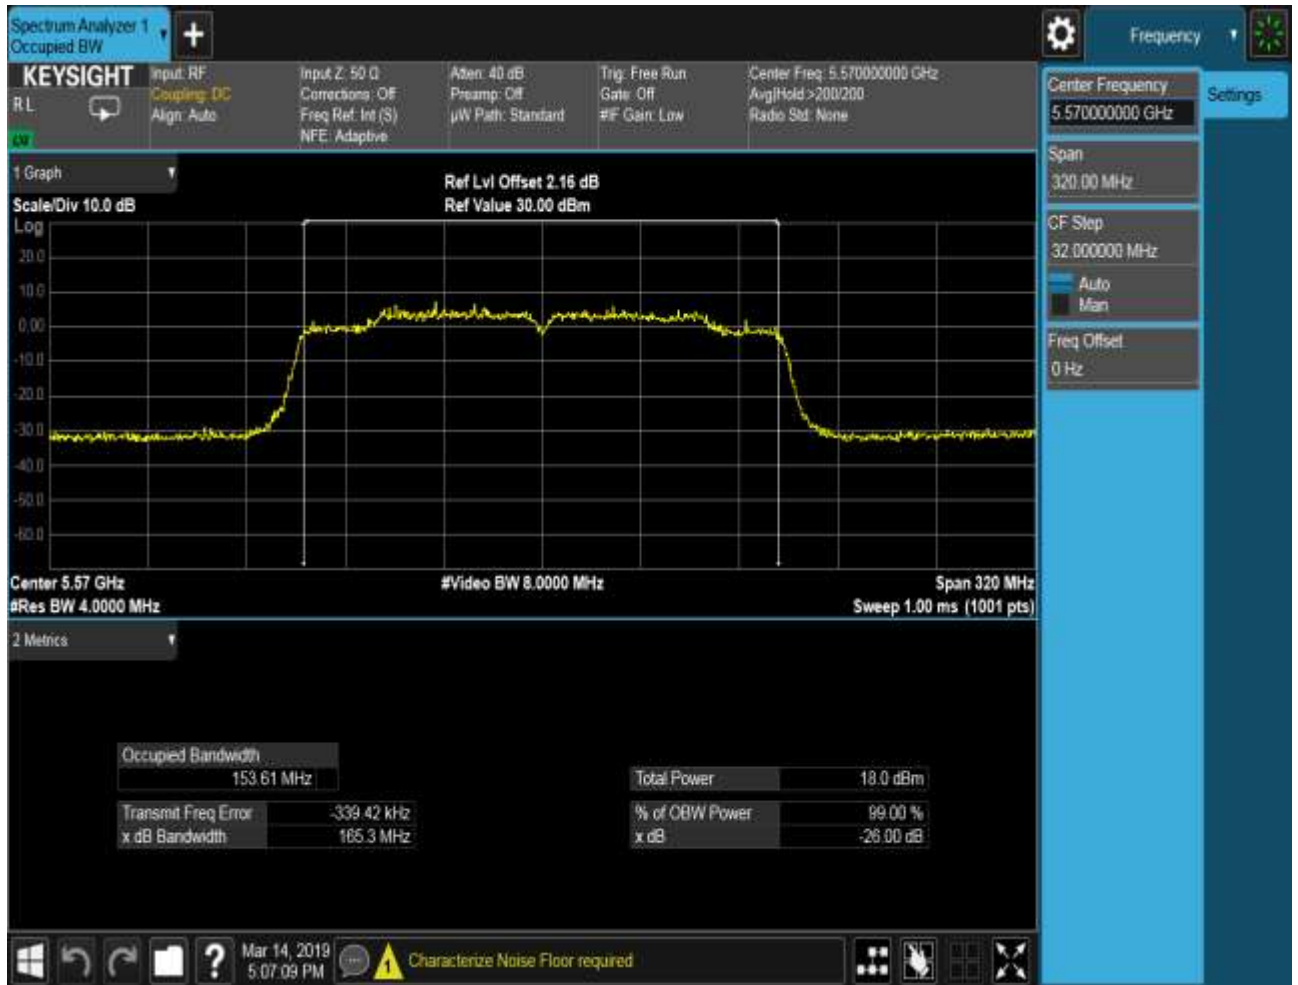 Spectrum Analyzer 1
Occupied BW
Frequency
KEYSIGHT
R L
Input: RF
Coupling: DC
Align: Auto
Input Z: 50 Ω
Corrections: Off
Freq Ref: Int (S)
NFE: Adaptive
Atten: 40 dB
Preamp: Off
µW Path: Standard
Trig: Free Run
Gate: Off
#IF Gain: Low
Center Freq: 5.570000000 GHz
Avg|Hold:>200/200
Radio Std: None
Center Frequency
5.570000000 GHz
Settings
Span
320.00 MHz
CF Step
32.000000 MHz
Auto
Man
Freq Offset
0 Hz
1 Graph
Scale/Div 10.0 dB
Ref Lvl Offset 2.16 dB
Ref Value 30.00 dBm
Log
20.0
10.0
0.00
-10.0
-20.0
-30.0
-40.0
-50.0
-60.0
Center 5.57 GHz
#Video BW 8.0000 MHz
Span 320 MHz
#Res BW 4.0000 MHz
Sweep 1.00 ms (1001 pts)
2 Metrics
Occupied Bandwidth
153.61 MHz
Total Power 18.0 dBm
Transmit Freq Error -339.42 kHz
% of OBW Power 99.00 %
x dB Bandwidth 165.3 MHz
x dB -26.00 dB
?
Mar 14, 2019
5:07:09 PM
1
Characterize Noise Floor required